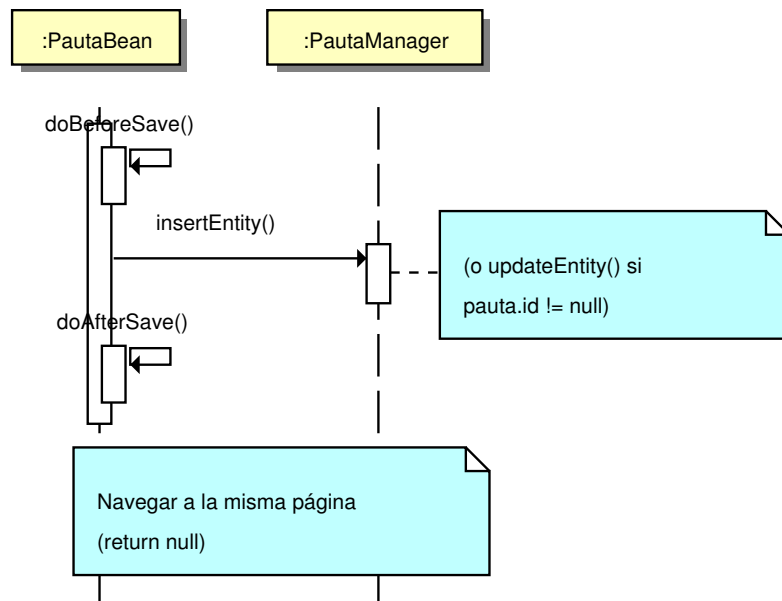 :PautaBean
:PautaManager
doBeforeSave()
insertEntity()
(o updateEntity() si
pauta.id != null)
doAfterSave()
Navegar a la misma página
(return null)